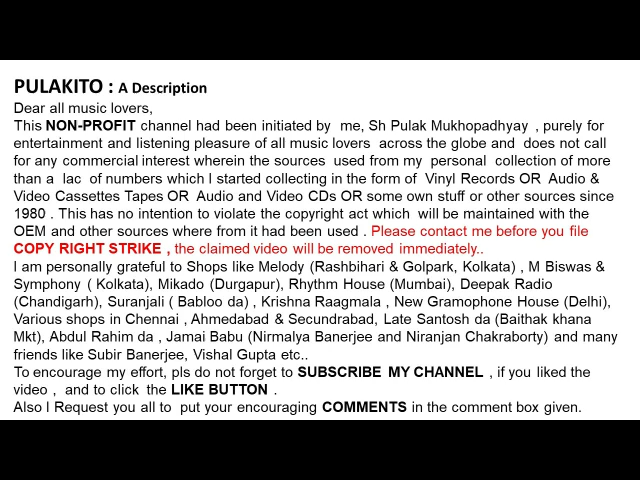 PULAKITO : A Description
Dear all music lovers,
This NON-PROFIT channel had been initiated by me, Sh Pulak Mukhopadhyay , purely for
entertainment and listening pleasure of all music lovers across the globe and does not call
for any commercial interest wherein the sources used from my personal collection of more
than a lac of numbers which I started collecting in the form of Vinyl Records OR Audio &
Video Cassettes Tapes OR Audio and Video CDs OR some own stuff or other sources since
1980 . This has no intention to violate the copyright act which will be maintained with the
OEM and other sources where from it had been used . Please contact me before you file
COPY RIGHT STRIKE , the claimed video will be removed immediately..
I am personally grateful to Shops like Melody (Rashbihari & Golpark, Kolkata) , M Biswas &
Symphony ( Kolkata), Mikado (Durgapur), Rhythm House (Mumbai), Deepak Radio
(Chandigarh), Suranjali ( Babloo da) , Krishna Raagmala , New Gramophone House (Delhi),
Various shops in Chennai , Ahmedabad & Secundrabad, Late Santosh da (Baithak khana
Mkt), Abdul Rahim da , Jamai Babu (Nirmalya Banerjee and Niranjan Chakraborty) and many
friends like Subir Banerjee, Vishal Gupta etc..
To encourage my effort, pls do not forget to SUBSCRIBE MY CHANNEL , if you liked the
video , and to click the LIKE BUTTON .
Also I Request you all to put your encouraging COMMENTS in the comment box given.